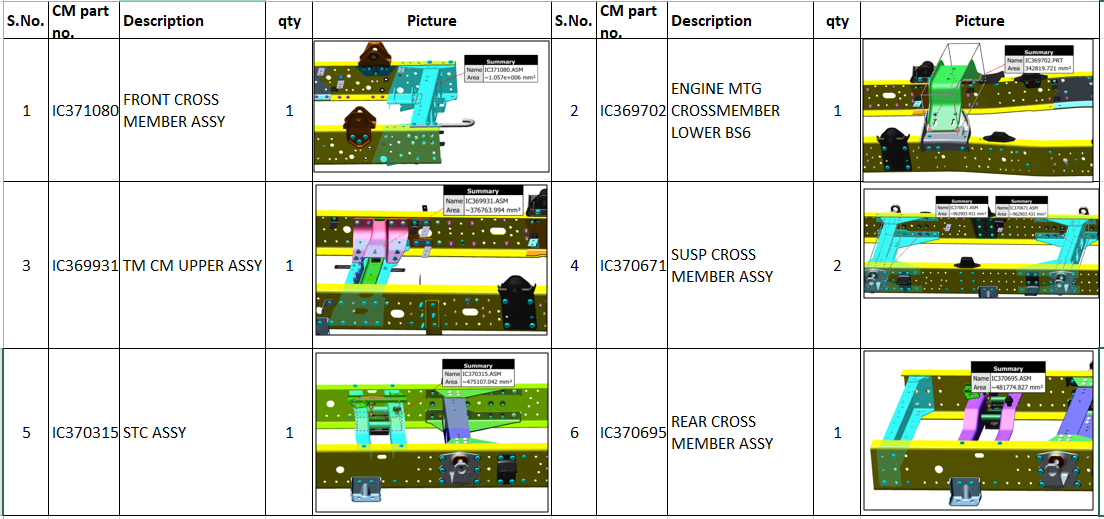 S.No. CM part no. Description qty Picture S.No. CM part no. Description qty Picture
1 IC371080 FRONT CROSS MEMBER ASSY 1
Summary
Name IC371080.ASM
Area ~1.057e+006 mm²
2 IC369702 ENGINE MTG CROSSMEMBER LOWER BS6 1
Summary
Name IC369702.PRT
Area 342819.721 mm²
3 IC369931 TM CM UPPER ASSY 1
Summary
Name IC369931.ASM
Area ~376763.994 mm²
4 IC370671 SUSP CROSS MEMBER ASSY 2
Summary
Name IC370671.ASM
Area ~962903.431 mm²
Summary
Name IC370671.ASM
Area ~962903.431 mm²
5 IC370315 STC ASSY 1
Summary
Name IC370315.ASM
Area ~475107.042 mm²
6 IC370695 REAR CROSS MEMBER ASSY 1
Summary
Name IC370695.ASM
Area ~481774.827 mm²